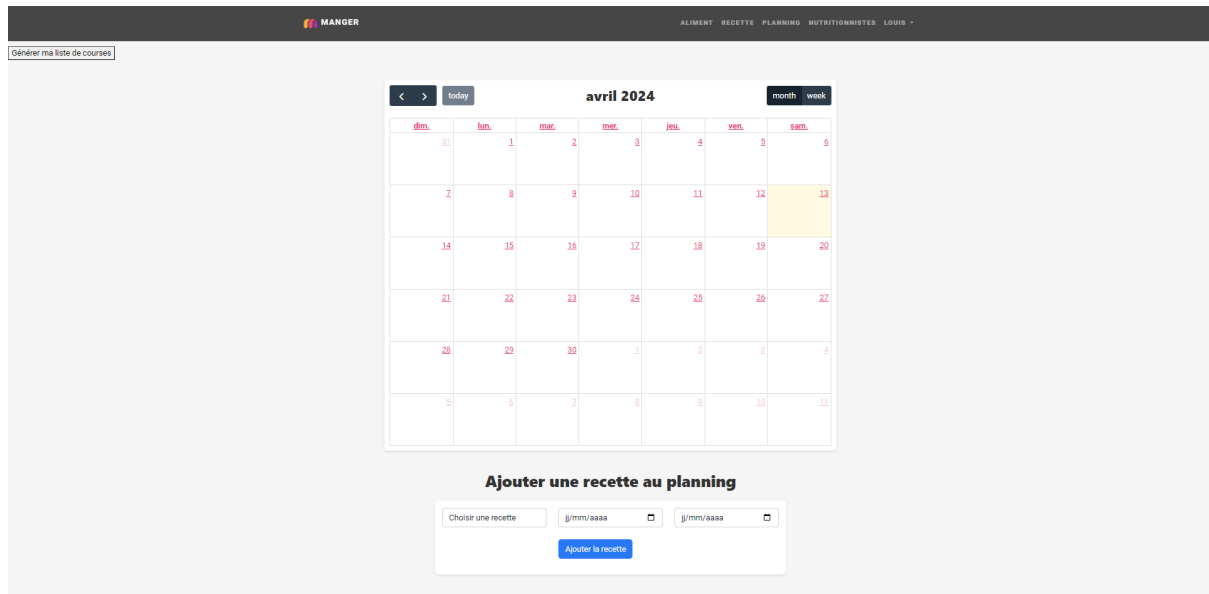 MANGER ALIMENT RECETTE PLANNING NUTRITIONNISTES LOUIS
Générer ma liste de courses
today avril 2024 month week
dim. lun. mar. mer. jeu. ven. sam.
31 1 2 3 4 5 6
7 8 9 10 11 12 13
14 15 16 17 18 19 20
21 22 23 24 25 26 27
28 29 30 1 2 3 4
5 6 7 8 9 10 11
Ajouter une recette au planning
Choisir une recette jj/mm/aaaa jj/mm/aaaa
Ajouter la recette